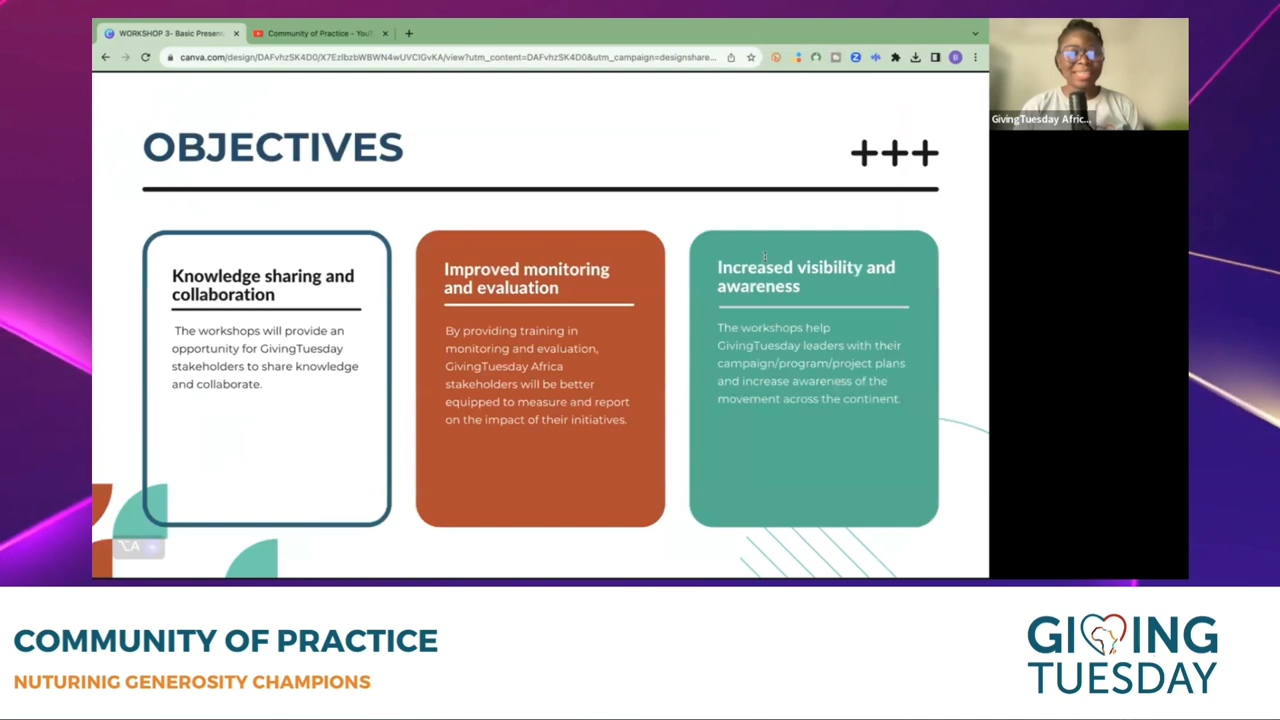 WORKSHOP 3- Basic Presen
Community of Practice - YouT
canva.com/design/DAFvhzSK4D0/X7EzIbzbWBWN4wUVCIGvKA/view?utm_content=DAFvhzSK4D0&utm_campaign=designshare...
B
GivingTuesday Afric...
OBJECTIVES
+++
Knowledge sharing and
collaboration
The workshops will provide an
opportunity for GivingTuesday
stakeholders to share knowledge
and collaborate.
Improved monitoring
and evaluation
By providing training in
monitoring and evaluation,
GivingTuesday Africa
stakeholders will be better
equipped to measure and report
on the impact of their initiatives.
Increased visibility and
awareness
The workshops help
GivingTuesday leaders with their
campaign/program/project plans
and increase awareness of the
movement across the continent.
⌥A
COMMUNITY OF PRACTICE
NUTURINIG GENEROSITY CHAMPIONS
GIVING
TUESDAY